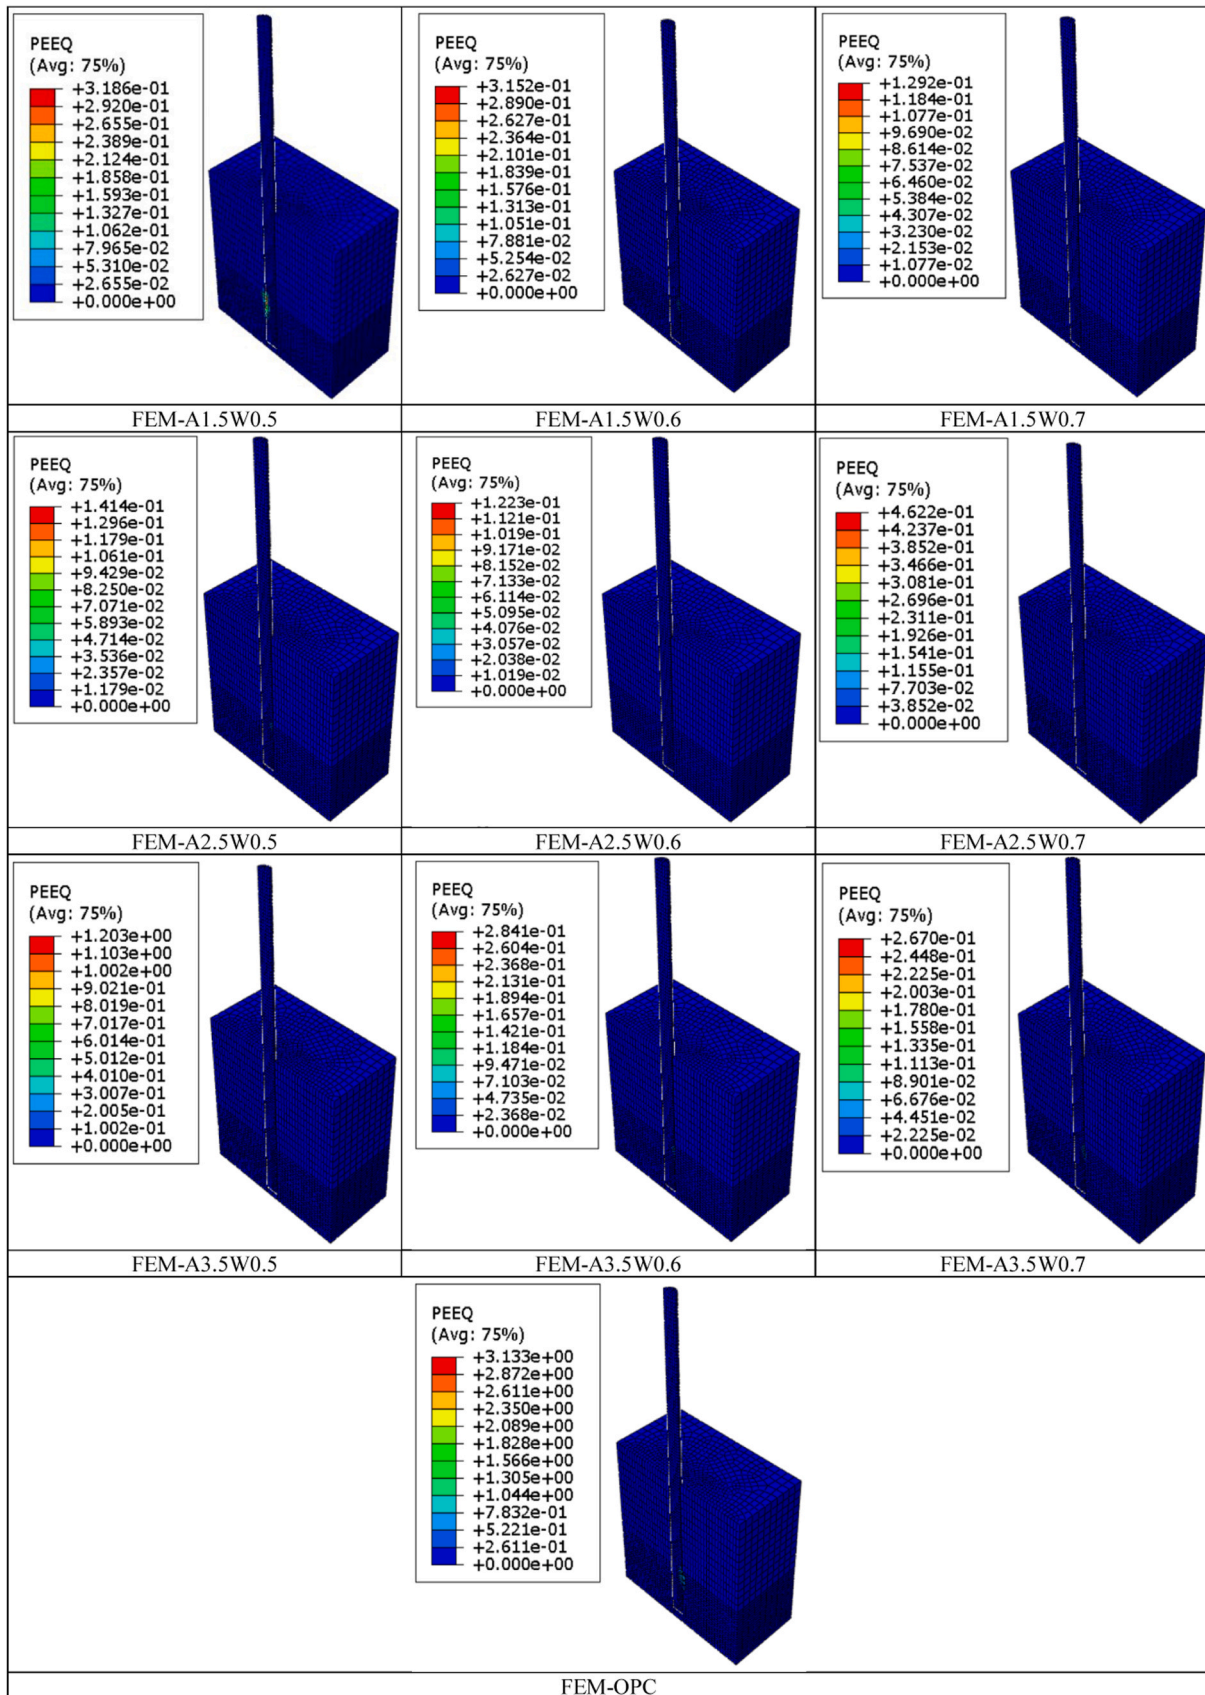 PEEQ
(Avg: 75%)
+3.186e-01
+2.920e-01
+2.655e-01
+2.389e-01
+2.124e-01
+1.858e-01
+1.593e-01
+1.327e-01
+1.062e-01
+7.965e-02
+5.310e-02
+2.655e-02
+0.000e+00
FEM-A1.5W0.5
PEEQ
(Avg: 75%)
+3.152e-01
+2.890e-01
+2.627e-01
+2.364e-01
+2.101e-01
+1.839e-01
+1.576e-01
+1.313e-01
+1.051e-01
+7.881e-02
+5.254e-02
+2.627e-02
+0.000e+00
FEM-A1.5W0.6
PEEQ
(Avg: 75%)
+1.292e-01
+1.184e-01
+1.077e-01
+9.690e-02
+8.614e-02
+7.537e-02
+6.460e-02
+5.384e-02
+4.307e-02
+3.230e-02
+2.153e-02
+1.077e-02
+0.000e+00
FEM-A1.5W0.7
PEEQ
(Avg: 75%)
+1.414e-01
+1.296e-01
+1.179e-01
+1.061e-01
+9.429e-02
+8.250e-02
+7.071e-02
+5.893e-02
+4.714e-02
+3.536e-02
+2.357e-02
+1.179e-02
+0.000e+00
FEM-A2.5W0.5
PEEQ
(Avg: 75%)
+1.223e-01
+1.121e-01
+1.019e-01
+9.171e-02
+8.152e-02
+7.133e-02
+6.114e-02
+5.095e-02
+4.076e-02
+3.057e-02
+2.038e-02
+1.019e-02
+0.000e+00
FEM-A2.5W0.6
PEEQ
(Avg: 75%)
+4.622e-01
+4.237e-01
+3.852e-01
+3.466e-01
+3.081e-01
+2.696e-01
+2.311e-01
+1.926e-01
+1.541e-01
+1.155e-01
+7.703e-02
+3.852e-02
+0.000e+00
FEM-A2.5W0.7
PEEQ
(Avg: 75%)
+1.203e+00
+1.103e+00
+1.002e+00
+9.021e-01
+8.019e-01
+7.017e-01
+6.014e-01
+5.012e-01
+4.010e-01
+3.007e-01
+2.005e-01
+1.002e-01
+0.000e+00
FEM-A3.5W0.5
PEEQ
(Avg: 75%)
+2.841e-01
+2.604e-01
+2.368e-01
+2.131e-01
+1.894e-01
+1.657e-01
+1.421e-01
+1.184e-01
+9.471e-02
+7.103e-02
+4.735e-02
+2.368e-02
+0.000e+00
FEM-A3.5W0.6
PEEQ
(Avg: 75%)
+2.670e-01
+2.448e-01
+2.225e-01
+2.003e-01
+1.780e-01
+1.558e-01
+1.335e-01
+1.113e-01
+8.901e-02
+6.676e-02
+4.451e-02
+2.225e-02
+0.000e+00
FEM-A3.5W0.7
PEEQ
(Avg: 75%)
+3.133e+00
+2.872e+00
+2.611e+00
+2.350e+00
+2.089e+00
+1.828e+00
+1.566e+00
+1.305e+00
+1.044e+00
+7.832e-01
+5.221e-01
+2.611e-01
+0.000e+00
FEM-OPC